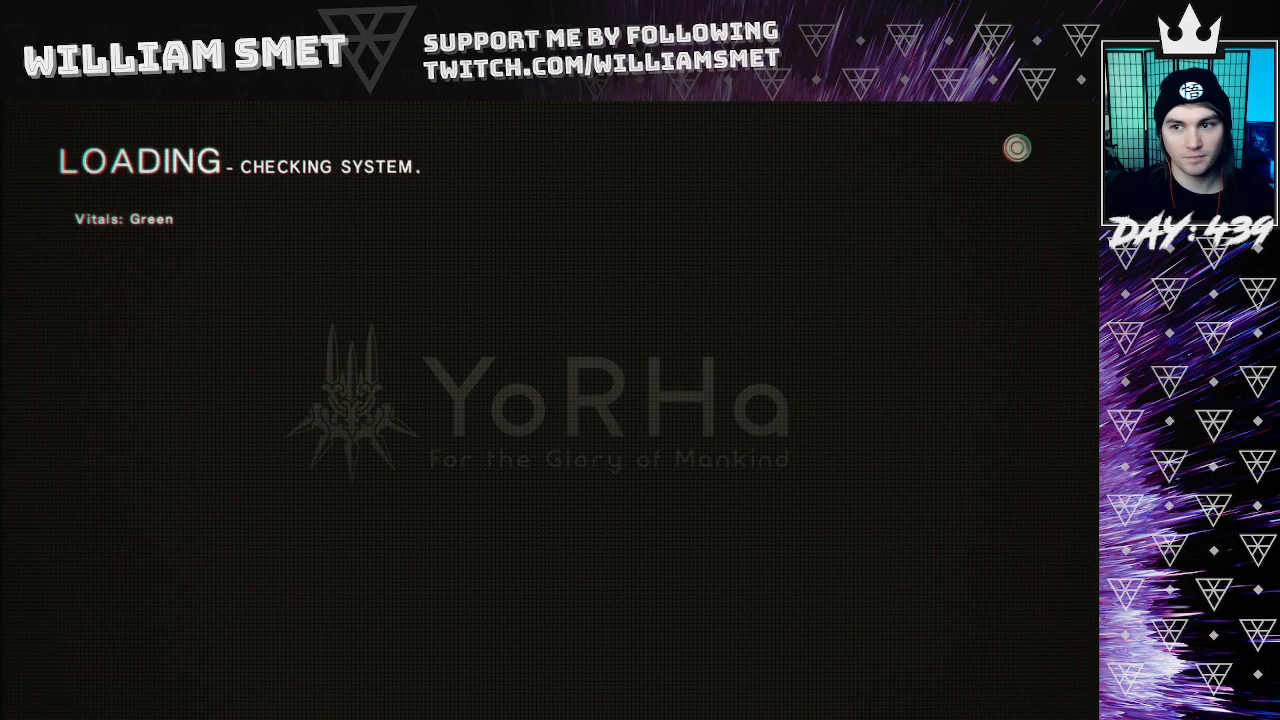 WILLIAM SMET
SUPPORT ME BY FOLLOWING
TWITCH.COM/WILLIAMSMET
悟
DAY:439
LOADING - CHECKING SYSTEM.
Vitals: Green
YoRHa
For the Glory of Mankind